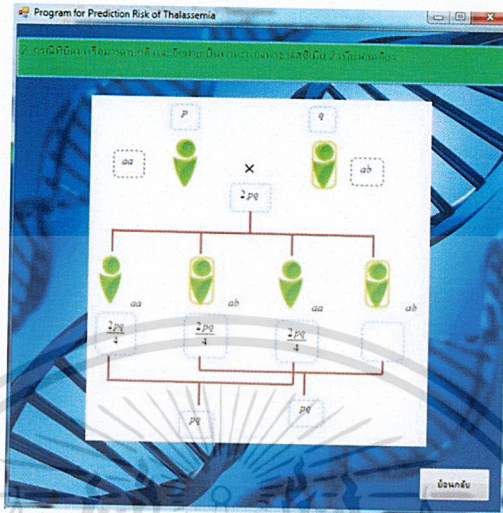 Program for Prediction Risk of Thalassemia
p q
aa × ab
2pq
aa ab aa ab
2pq/4 2pq/4 2pq/4
pq pq
ย้อนกลับ